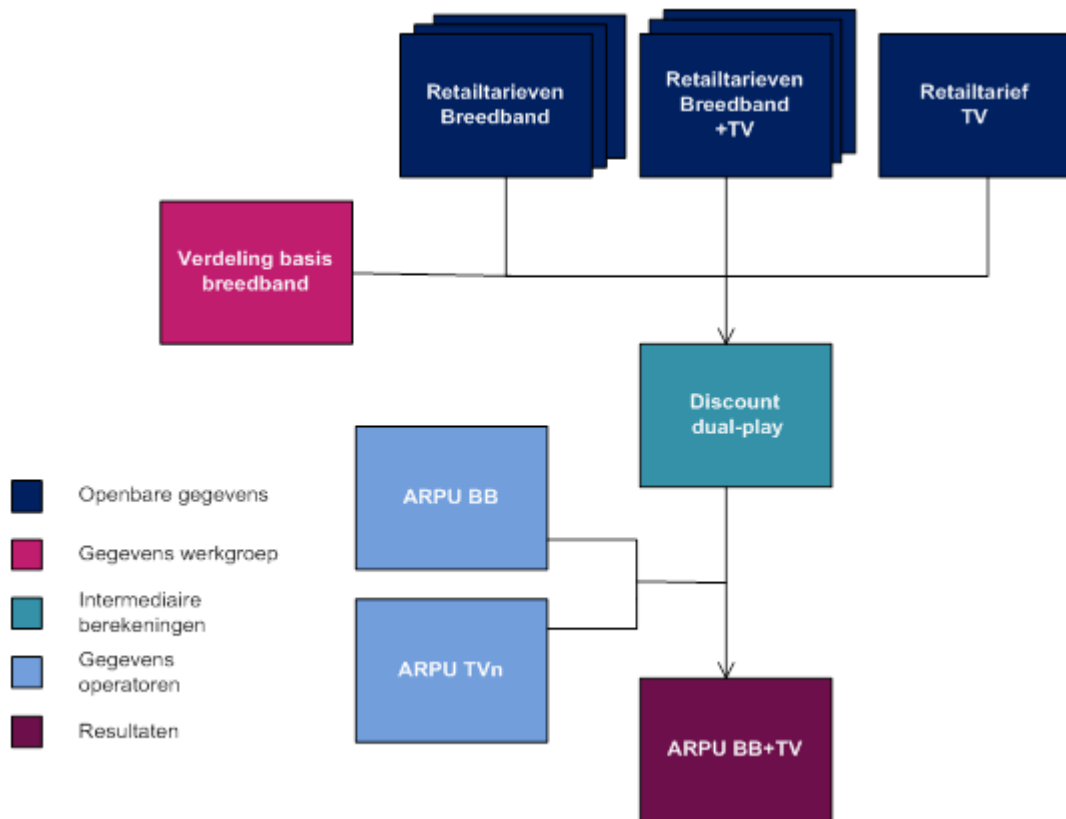 Retailtarieven
Breedband
Retailtarieven
Breedband
+TV
Retailtarief
TV
Verdeling basis
breedband
Discount
dual-play
ARPU BB
ARPU TVn
ARPU BB+TV
Openbare gegevens
Gegevens werkgroep
Intermediaire
berekeningen
Gegevens
operatoren
Resultaten